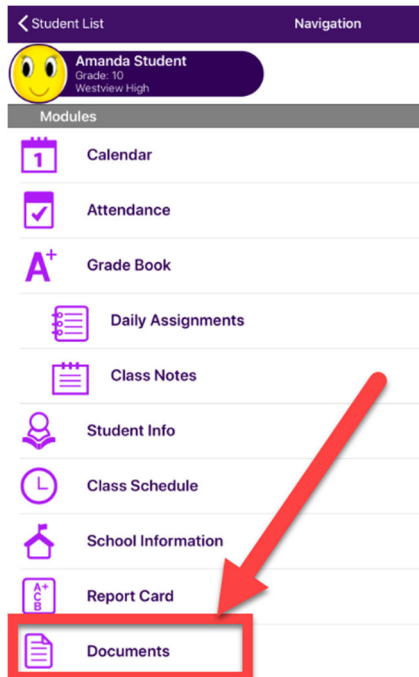 Student List
Navigation
Amanda Student
Grade: 10
Westview High
Modules
1
Calendar
Attendance
A+
Grade Book
Daily Assignments
Class Notes
Student Info
Class Schedule
School Information
A+
C
B
Report Card
Documents